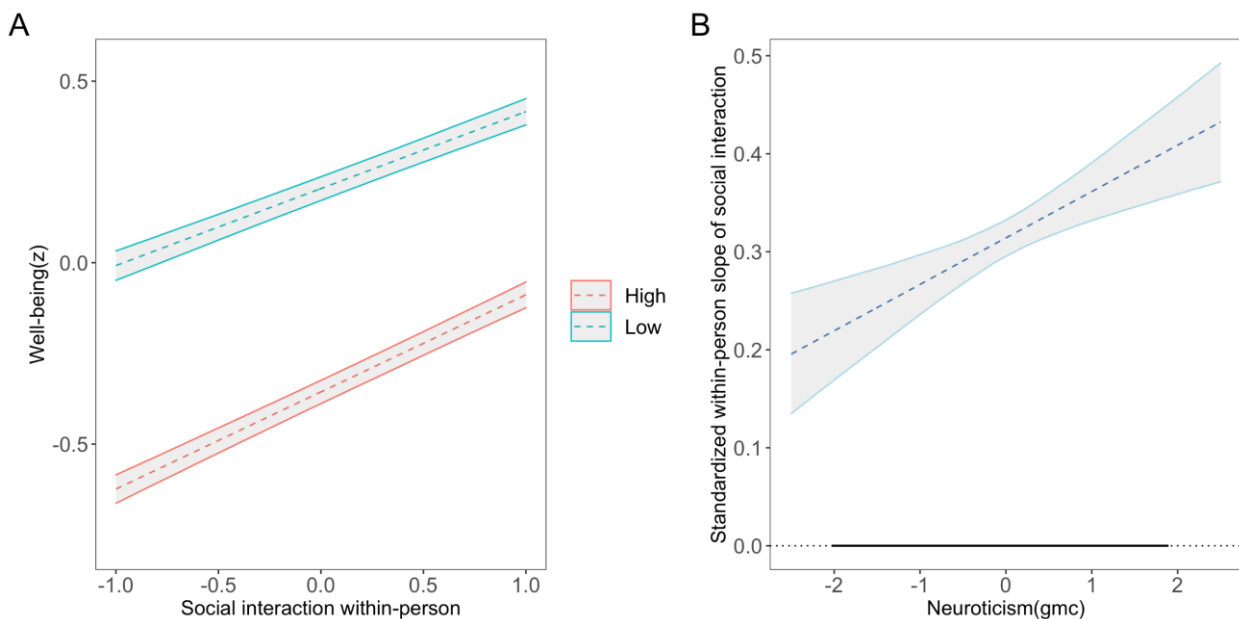 A
Well-being(z)
0.5
0.0
-0.5
-1.0 -0.5 0.0 0.5 1.0
Social interaction within-person
High
Low
B
Standardized within-person slope of social interaction
0.5
0.4
0.3
0.2
0.1
0.0
-2 -1 0 1 2
Neuroticism(gmc)